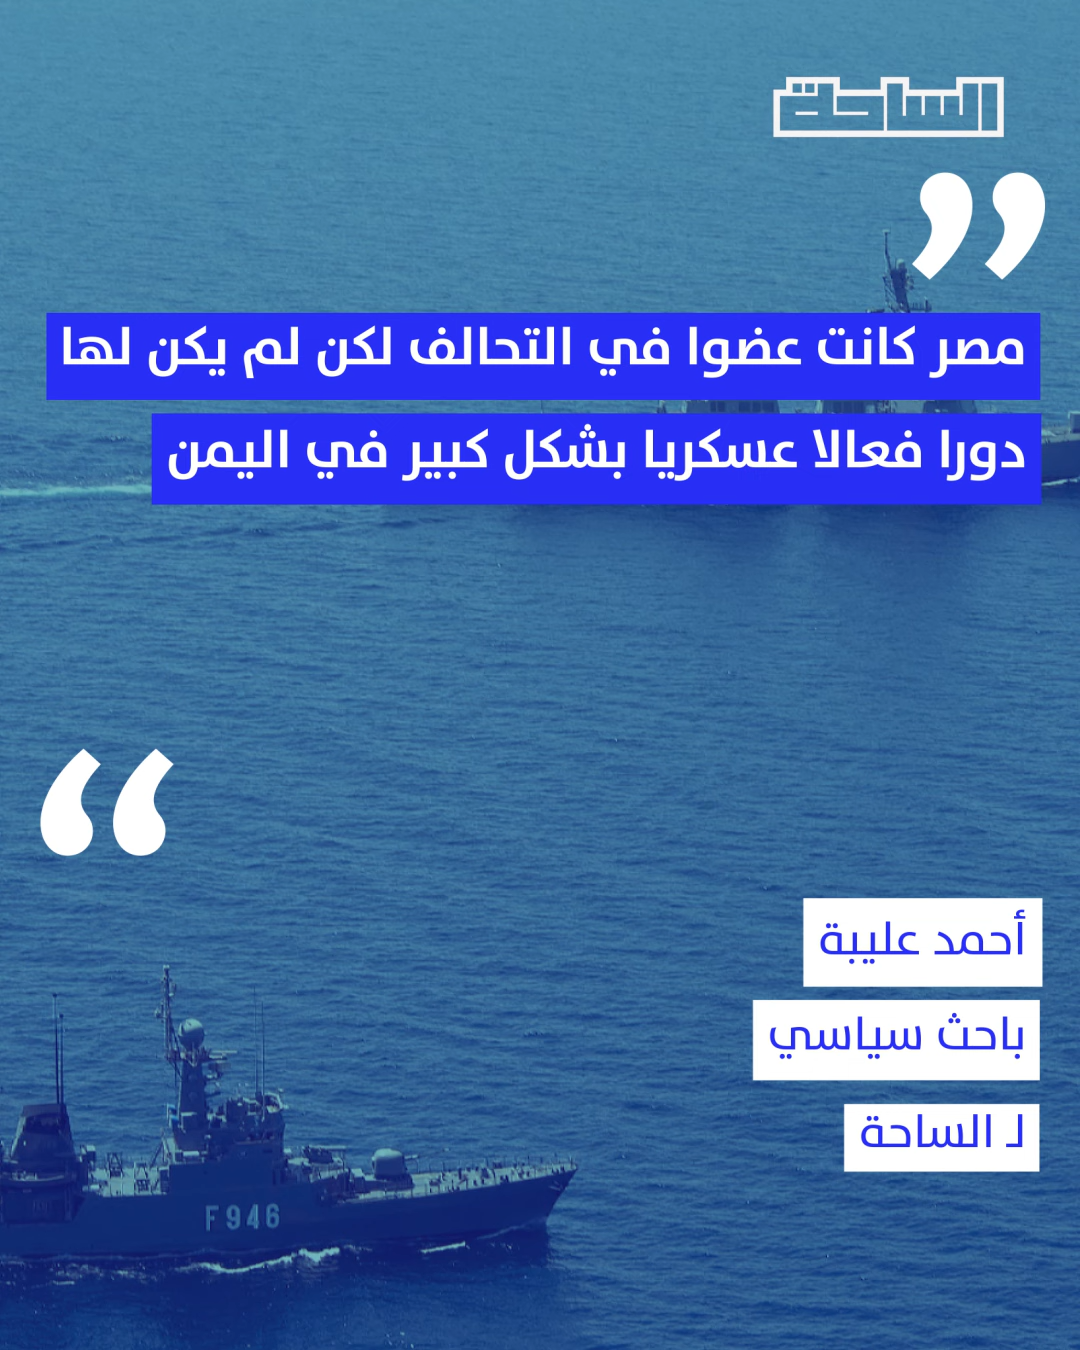 الساحة
مصر كانت عضوا في التحالف لكن لم يكن لها
دورا فعالا عسكريا بشكل كبير في اليمن
أحمد عليبة
باحث سياسي
لـ الساحة
F946